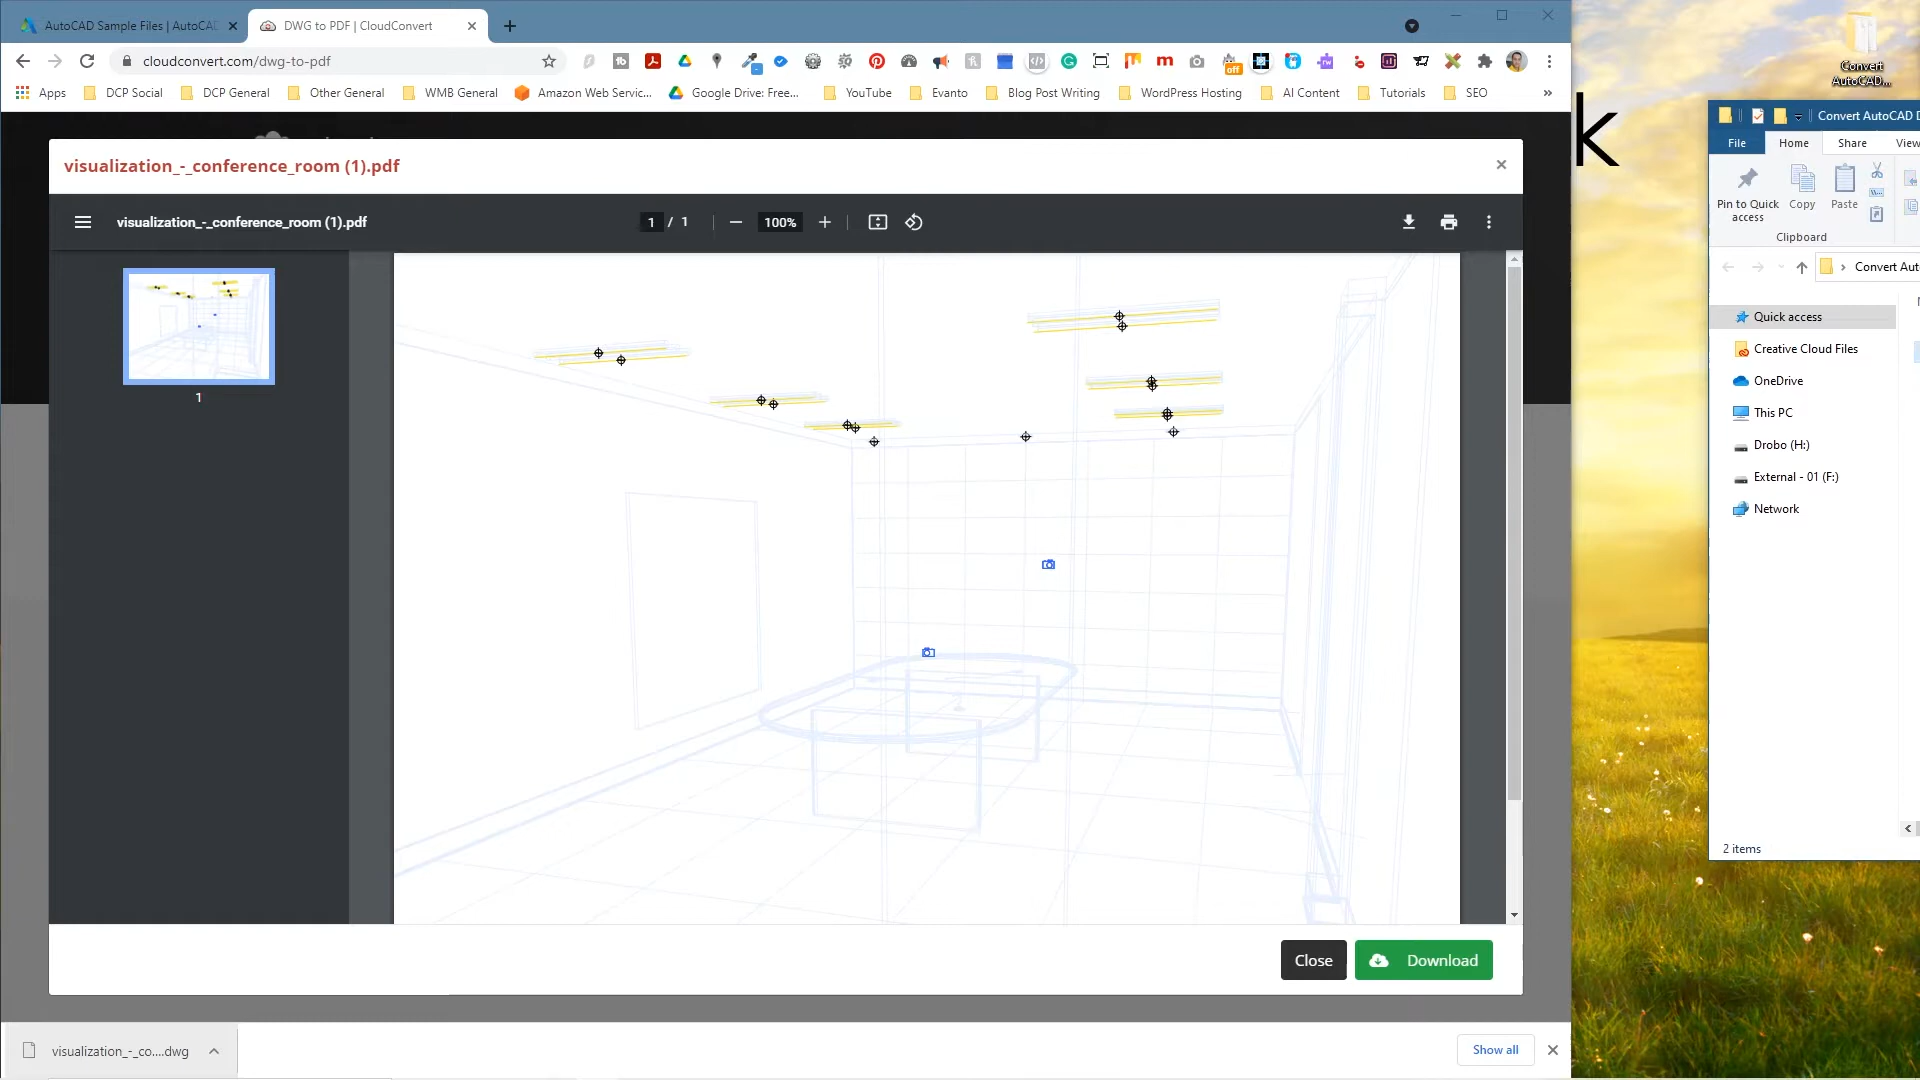 AutoCAD Sample Files | AutoCAD
DWG to PDF | CloudConvert
cloudconvert.com/dwg-to-pdf
off
Apps
DCP Social
DCP General
Other General
WMB General
Amazon Web Servic...
Google Drive: Free...
YouTube
Evanto
Blog Post Writing
WordPress Hosting
AI Content
Tutorials
SEO
»
visualization_-_conference_room (1).pdf
visualization_-_conference_room (1).pdf
1 / 1
100%
1
Close
Download
visualization_-_co....dwg
Show all
k
Convert
AutoCAD...
Convert AutoCAD D
File
Home
Share
View
Pin to Quick
access
Copy
Paste
Clipboard
Convert Aut
Quick access
Creative Cloud Files
OneDrive
This PC
Drobo (H:)
External - 01 (F:)
Network
2 items